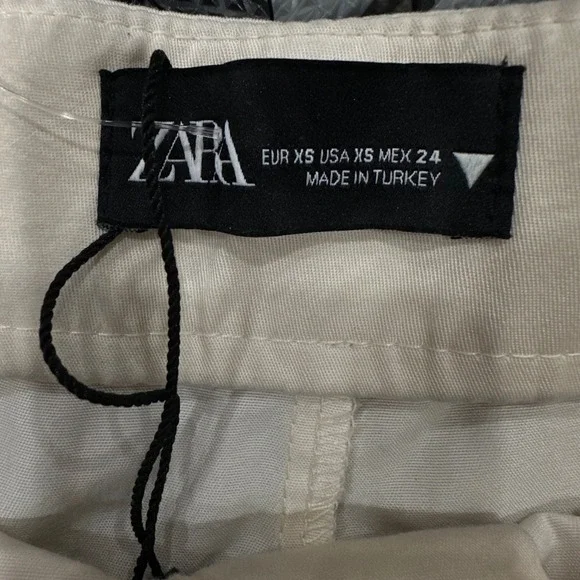 ZARA
EUR XS USA XS MEX 24
MADE IN TURKEY